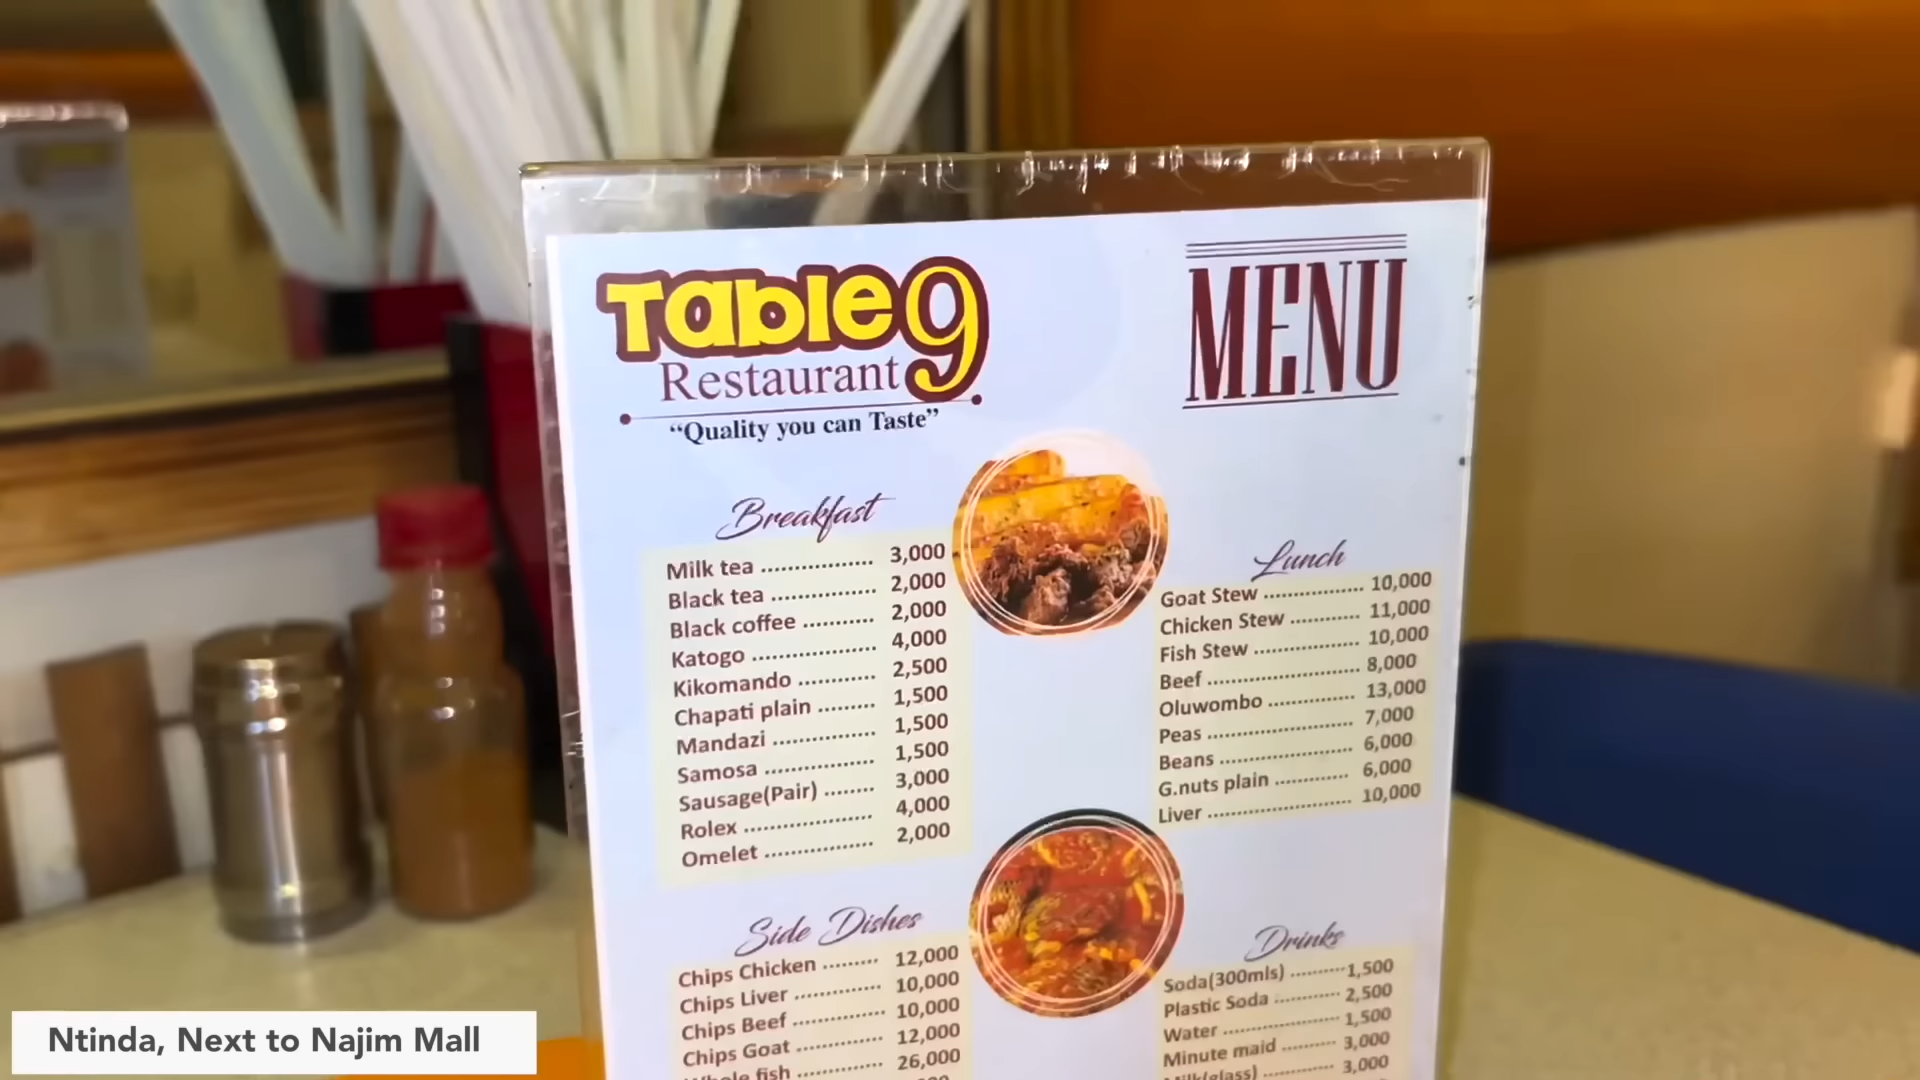 Table 9
Restaurant
“Quality you can Taste”
MENU
Breakfast
Milk tea .................. 3,000
Black tea ................. 2,000
Black coffee ........... 2,000
Katogo .................... 4,000
Kikomando ............ 2,500
Chapati plain ......... 1,500
Mandazi ................. 1,500
Samosa .................. 1,500
Sausage(Pair) ........ 3,000
Rolex ..................... 4,000
Omelet .................. 2,000
Lunch
Goat Stew ................. 10,000
Chicken Stew ............ 11,000
Fish Stew .................. 10,000
Beef .......................... 8,000
Oluwombo ............... 13,000
Peas ......................... 7,000
Beans ....................... 6,000
G.nuts plain ............. 6,000
Liver ......................... 10,000
Side Dishes
Chips Chicken ......... 12,000
Chips Liver .............. 10,000
Chips Beef ............... 10,000
Chips Goat .............. 12,000
Whole fish .............. 26,000
Drinks
Soda(300mls) .......... 1,500
Plastic Soda ............ 2,500
Water ..................... 1,500
Minute maid .......... 3,000
Milk(glass) .............. 3,000
Ntinda, Next to Najim Mall